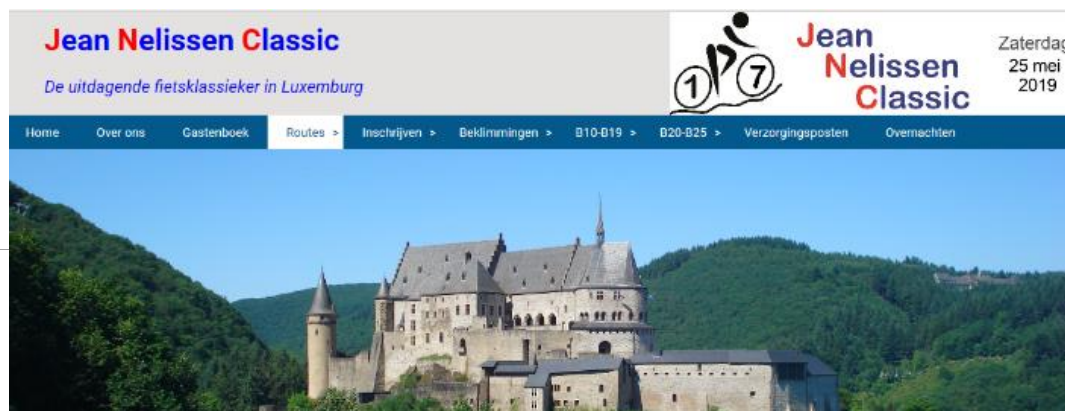 Jean Nelissen Classic
De uitdagende fietsklassieker in Luxemburg
1 7
Jean
Nelissen
Classic
Zaterdag
25 mei
2019
Home Over ons Gastenboek Routes > Inschrijven > Beklimmingen > B10-B19 > B20-B25 > Verzorgingsposten Overnachten